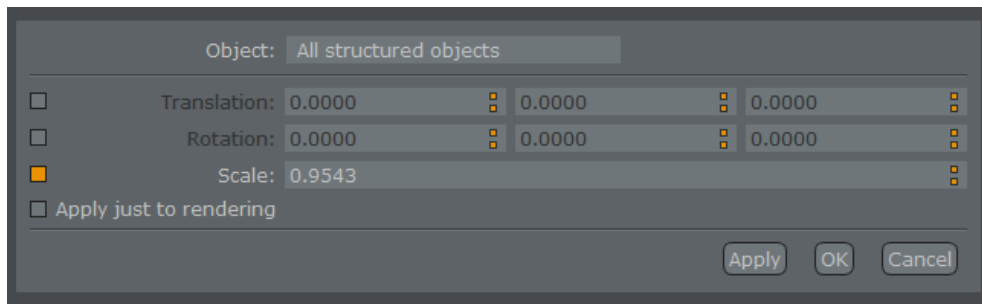 Object: All structured objects
Translation: 0.0000 0.0000 0.0000
Rotation: 0.0000 0.0000 0.0000
Scale: 0.9543
Apply just to rendering
Apply OK Cancel